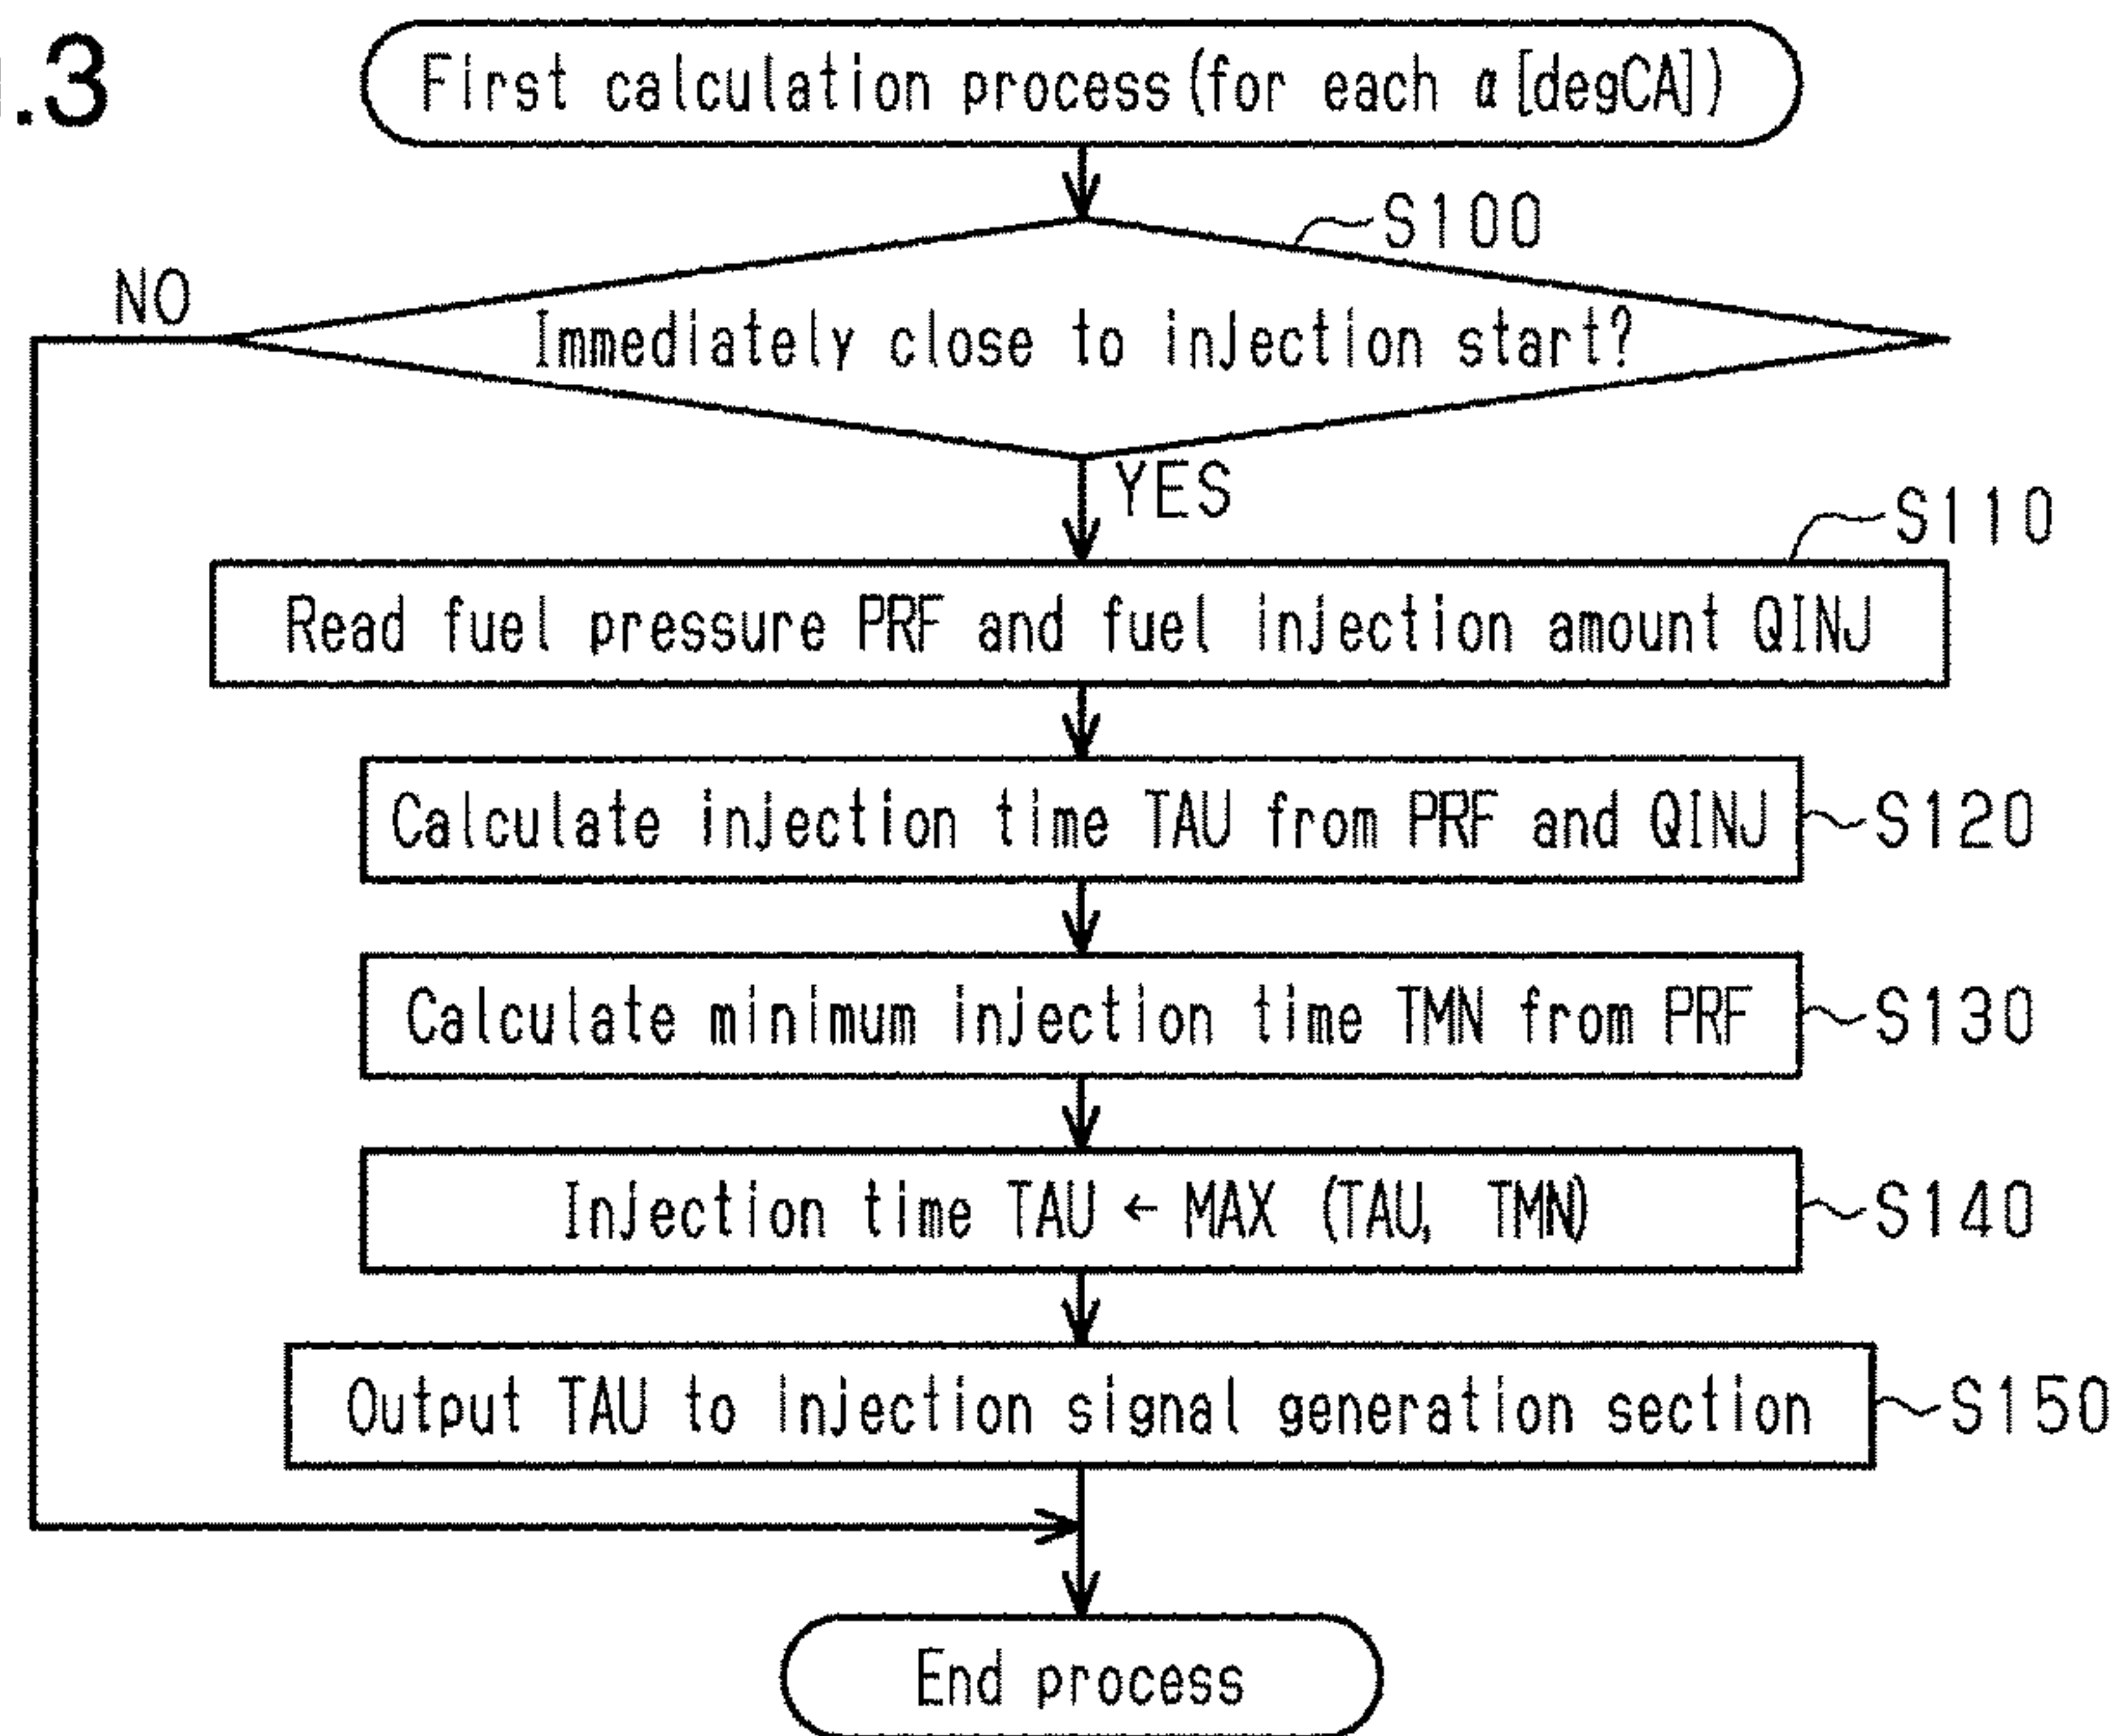 .3
First calculation process (for each α [degCA])
S100
NO
Immediately close to injection start?
YES
S110
Read fuel pressure PRF and fuel injection amount QINJ
Calculate injection time TAU from PRF and QINJ
S120
Calculate minimum injection time TMN from PRF
S130
Injection time TAU ← MAX (TAU, TMN)
S140
Output TAU to injection signal generation section
S150
End process